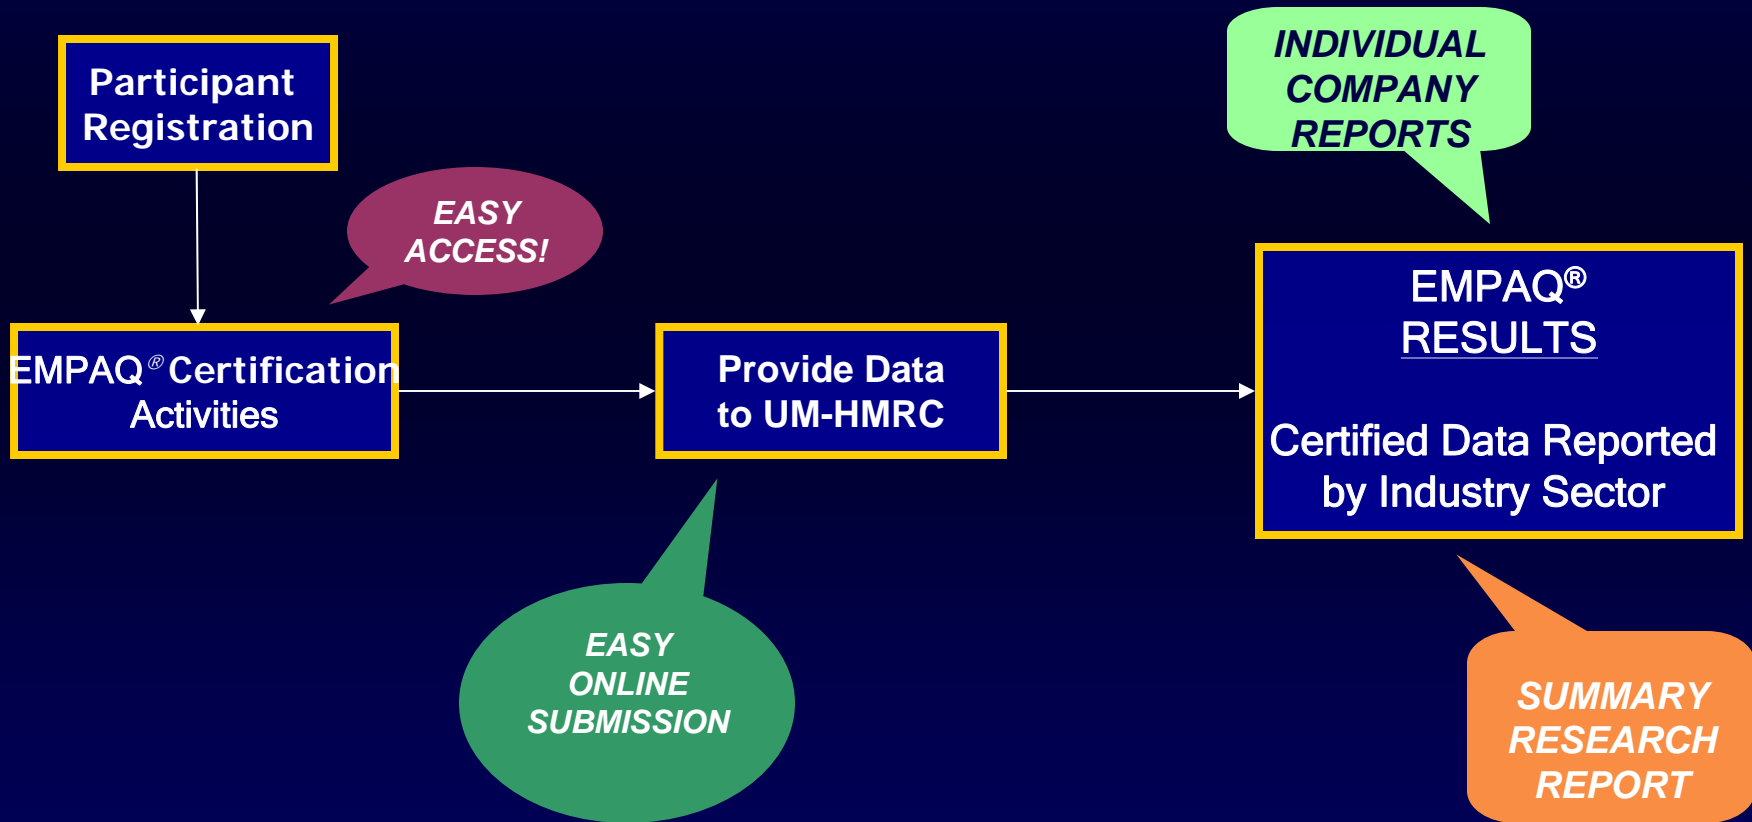 Participant
Registration
EASY
ACCESS!
EMPAQ® Certification
Activities
Provide Data
to UM-HMRC
EASY
ONLINE
SUBMISSION
INDIVIDUAL
COMPANY
REPORTS
EMPAQ®
RESULTS
Certified Data Reported
by Industry Sector
SUMMARY
RESEARCH
REPORT